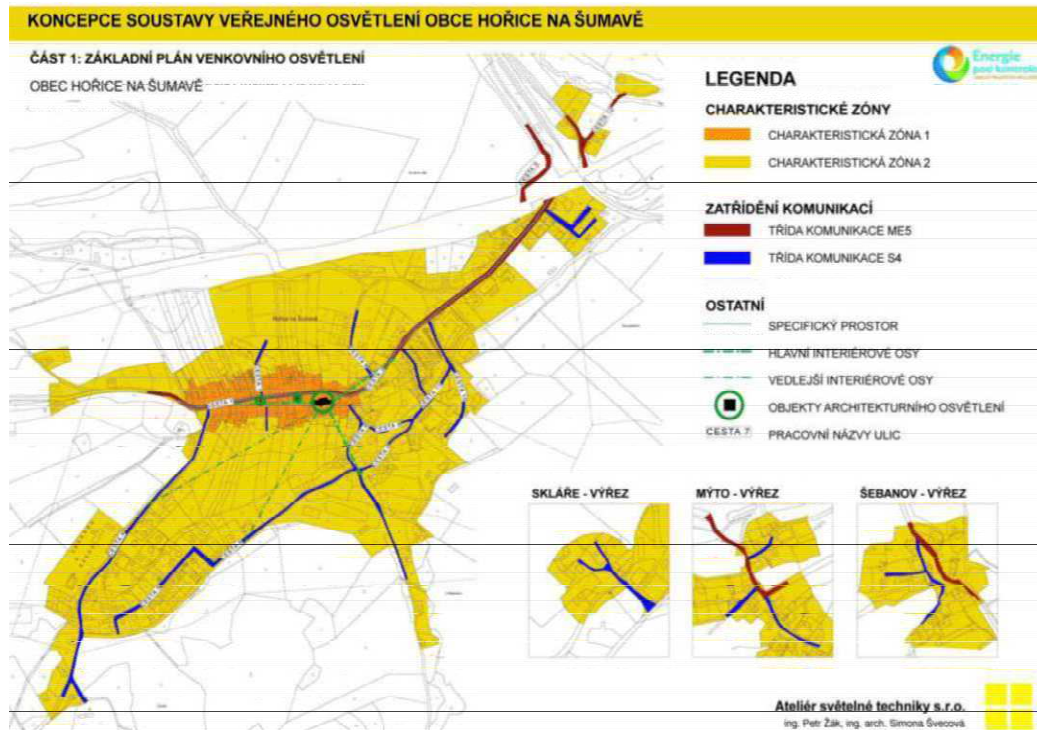 KONCEPCE SOUSTAVY VEŘEJNÉHO OSVĚTLENÍ OBCE HOŘICE NA ŠUMAVĚ
ČÁST 1: ZÁKLADNÍ PLÁN VENKOVNÍHO OSVĚTLENÍ
OBEC HOŘICE NA ŠUMAVĚ
Energie
pod kontrolou
LEGENDA
CHARAKTERISTICKÉ ZÓNY
CHARAKTERISTICKÁ ZÓNA 1
CHARAKTERISTICKÁ ZÓNA 2
ZATŘÍDĚNÍ KOMUNIKACÍ
TŘÍDA KOMUNIKACE ME5
TŘÍDA KOMUNIKACE S4
OSTATNÍ
SPECIFICKÝ PROSTOR
HLAVNÍ INTERIÉROVÉ OSY
VEDLEJŠÍ INTERIÉROVÉ OSY
OBJEKTY ARCHITEKTURNÍHO OSVĚTLENÍ
CESTA 7 PRACOVNÍ NÁZVY ULIC
SKLÁŘE - VÝŘEZ
MÝTO - VÝŘEZ
ŠEBANOV - VÝŘEZ
Ateliér světelné techniky s.r.o.
ing. Petr Žák, ing. arch. Simona Švecová